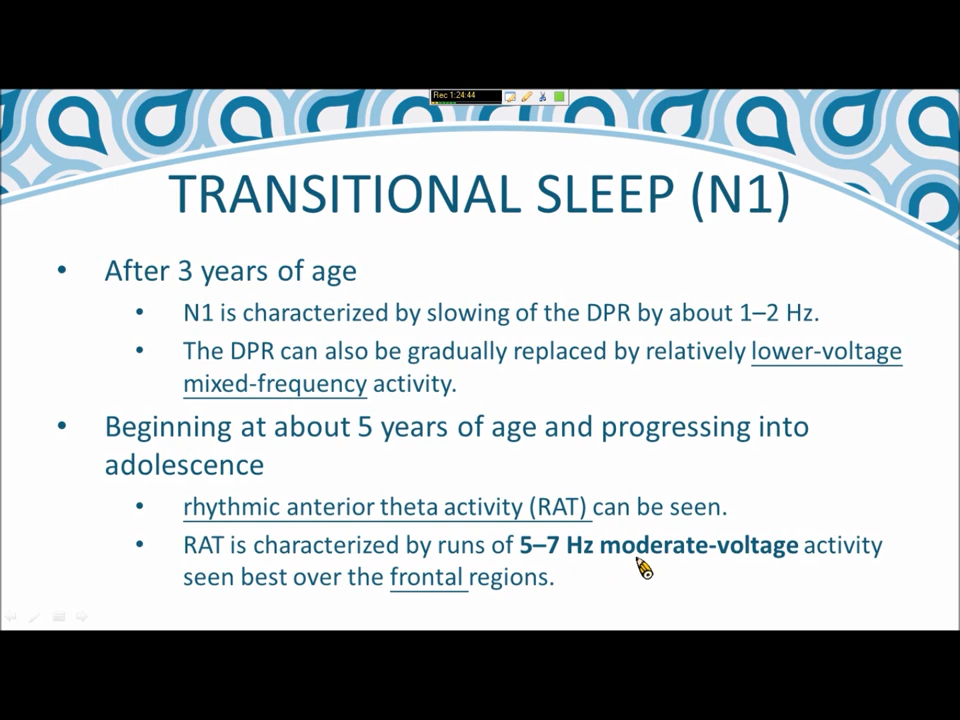 Rec 1:24:44
TRANSITIONAL SLEEP (N1)
• After 3 years of age
• N1 is characterized by slowing of the DPR by about 1–2 Hz.
• The DPR can also be gradually replaced by relatively lower-voltage
mixed-frequency activity.
• Beginning at about 5 years of age and progressing into
adolescence
• rhythmic anterior theta activity (RAT) can be seen.
• RAT is characterized by runs of 5–7 Hz moderate-voltage activity
seen best over the frontal regions.